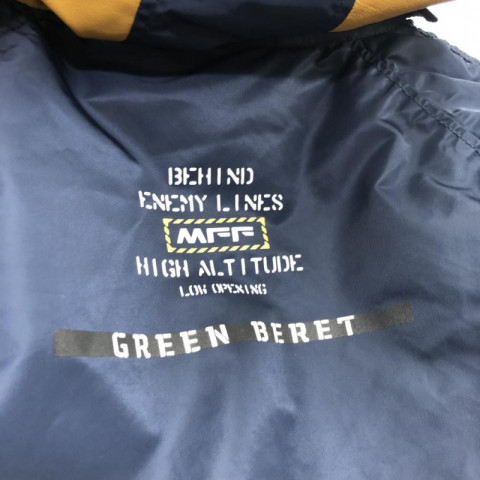 BEHIND
ENEMY LINES
MFF
HIGH ALTITUDE
LOW OPENING
GREEN BERET